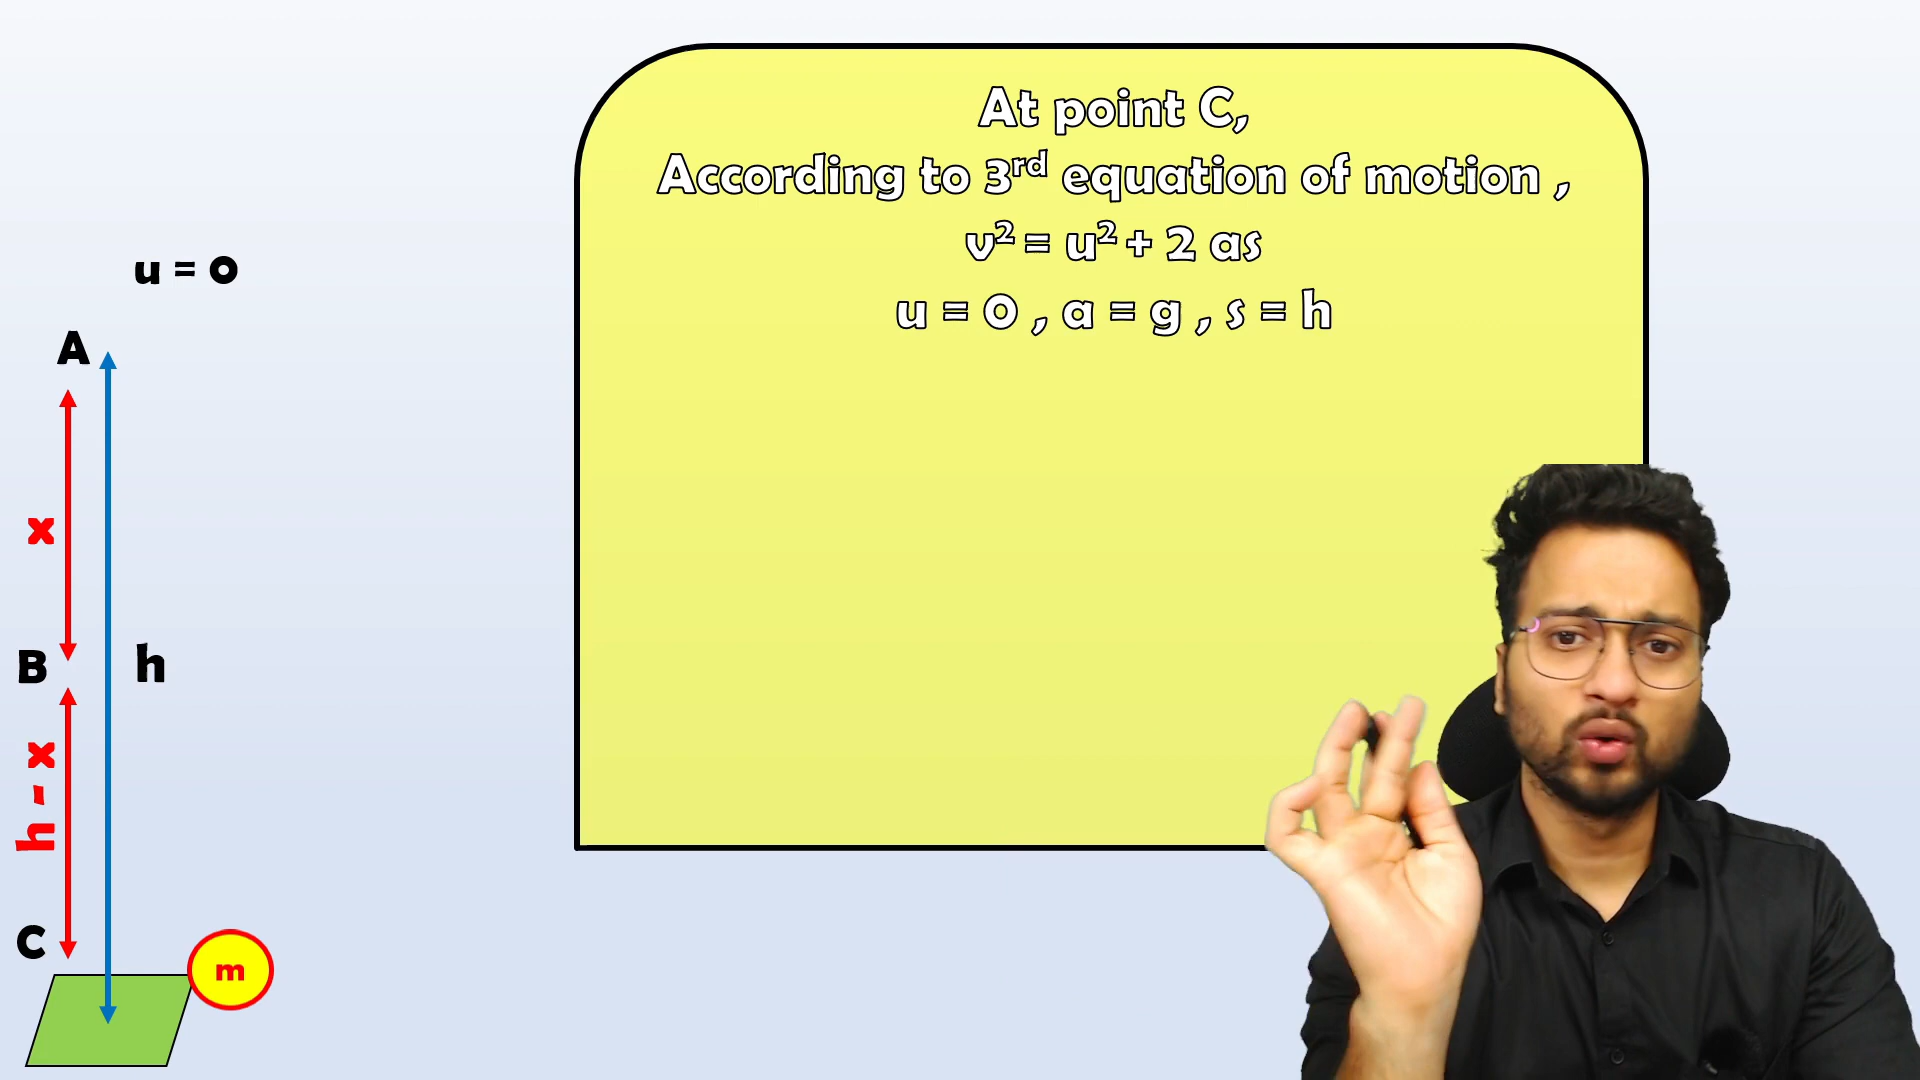 At point C,
According to 3rd equation of motion ,
v² = u² + 2 as
u = 0 , a = g , s = h
u = 0
A
x
B
h
h - x
C
m